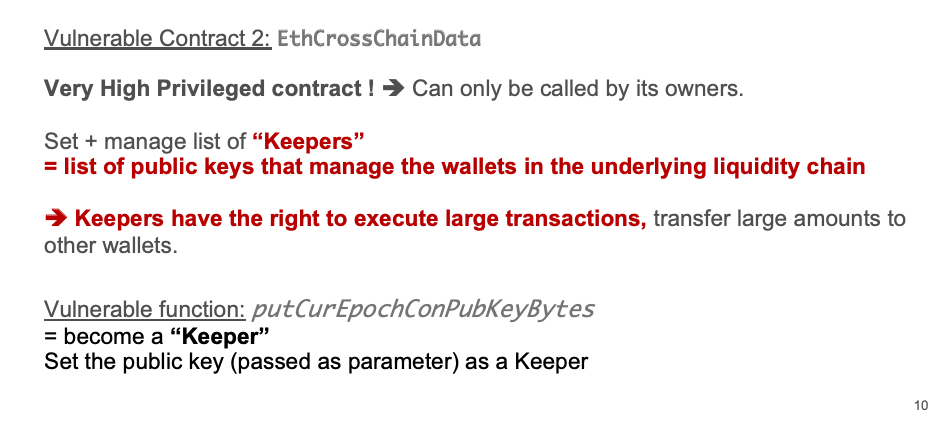 Vulnerable Contract 2: EthCrossChainData
Very High Privileged contract ! ➔ Can only be called by its owners.
Set + manage list of “Keepers”
= list of public keys that manage the wallets in the underlying liquidity chain
➔ Keepers have the right to execute large transactions, transfer large amounts to
other wallets.
Vulnerable function: putCurEpochConPubKeyBytes
= become a “Keeper”
Set the public key (passed as parameter) as a Keeper
10